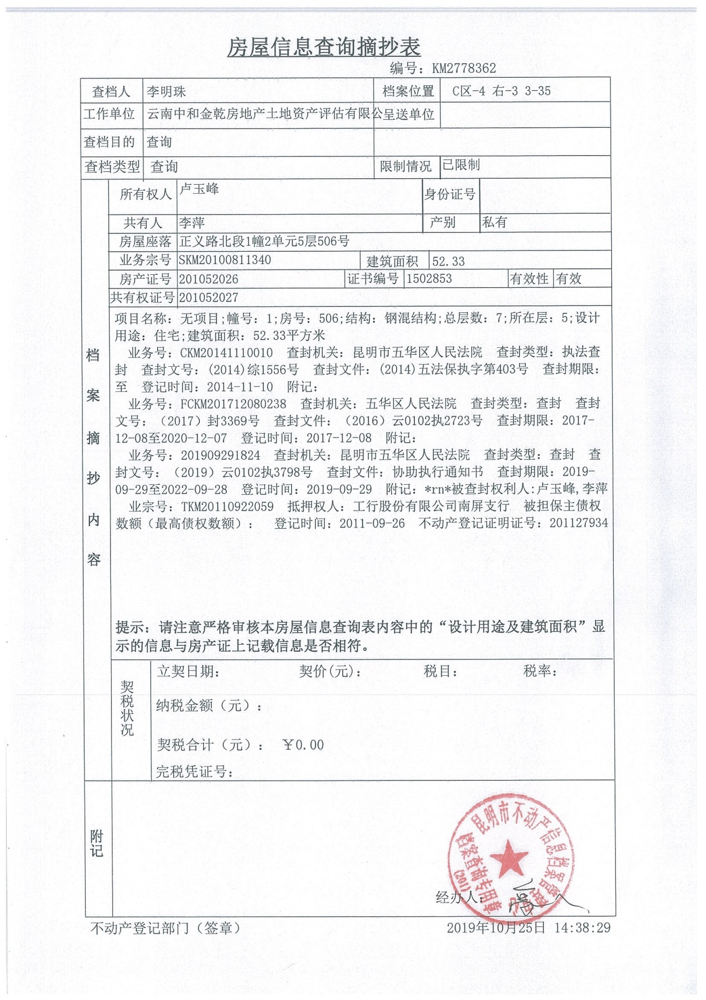 房屋信息查询摘抄表
编号：KM2778362
查档人 李明珠 档案位置 C区-4 右-3 3-35
工作单位 云南中和金乾房地产土地资产评估有限公 呈送单位
查档目的 查询
查档类型 查询 限制情况 已限制
所有权人 卢玉峰 身份证号
共有人 李萍 产别 私有
房屋座落 正义路北段1幢2单元5层506号
业务宗号 SKM20100811340 建筑面积 52.33
房产证号 201052026 证书编号 1502853 有效性 有效
共有权证号 201052027
档案摘抄内容
项目名称：无项目;幢号：1;房号：506;结构：钢混结构;总层数：7;所在层：5;设计
用途：住宅;建筑面积：52.33平方米
业务号：CKM20141110010 查封机关：昆明市五华区人民法院 查封类型：执法查
封 查封文号：(2014)综1556号 查封文件：(2014)五法保执字第403号 查封期限：
至 登记时间：2014-11-10 附记：
业务号：FCKM201712080238 查封机关：五华区人民法院 查封类型：查封 查封
文号：（2017）封3369号 查封文件：（2016）云0102执2723号 查封期限：2017-
12-08至2020-12-07 登记时间：2017-12-08 附记：
业务号：201909291824 查封机关：昆明市五华区人民法院 查封类型：查封 查
封文号：（2019）云0102执3798号 查封文件：协助执行通知书 查封期限：2019-
09-29至2022-09-28 登记时间：2019-09-29 附记：*rn*被查封权利人:卢玉峰,李萍
业宗号：TKM20110922059 抵押权人：工行股份有限公司南屏支行 被担保主债权
数额（最高债权数额）： 登记时间：2011-09-26 不动产登记证明证号：201127934
提示：请注意严格审核本房屋信息查询表内容中的“设计用途及建筑面积”显
示的信息与房产证上记载信息是否相符。
契税状况
立契日期： 契价(元)： 税目： 税率：
纳税金额（元）：
契税合计（元）： ￥0.00
完税凭证号：
附记
昆明市不动产信息档案管理
档案查询专用章
(201)
经办人：
不动产登记部门（签章） 2019年10月25日 14:38:29